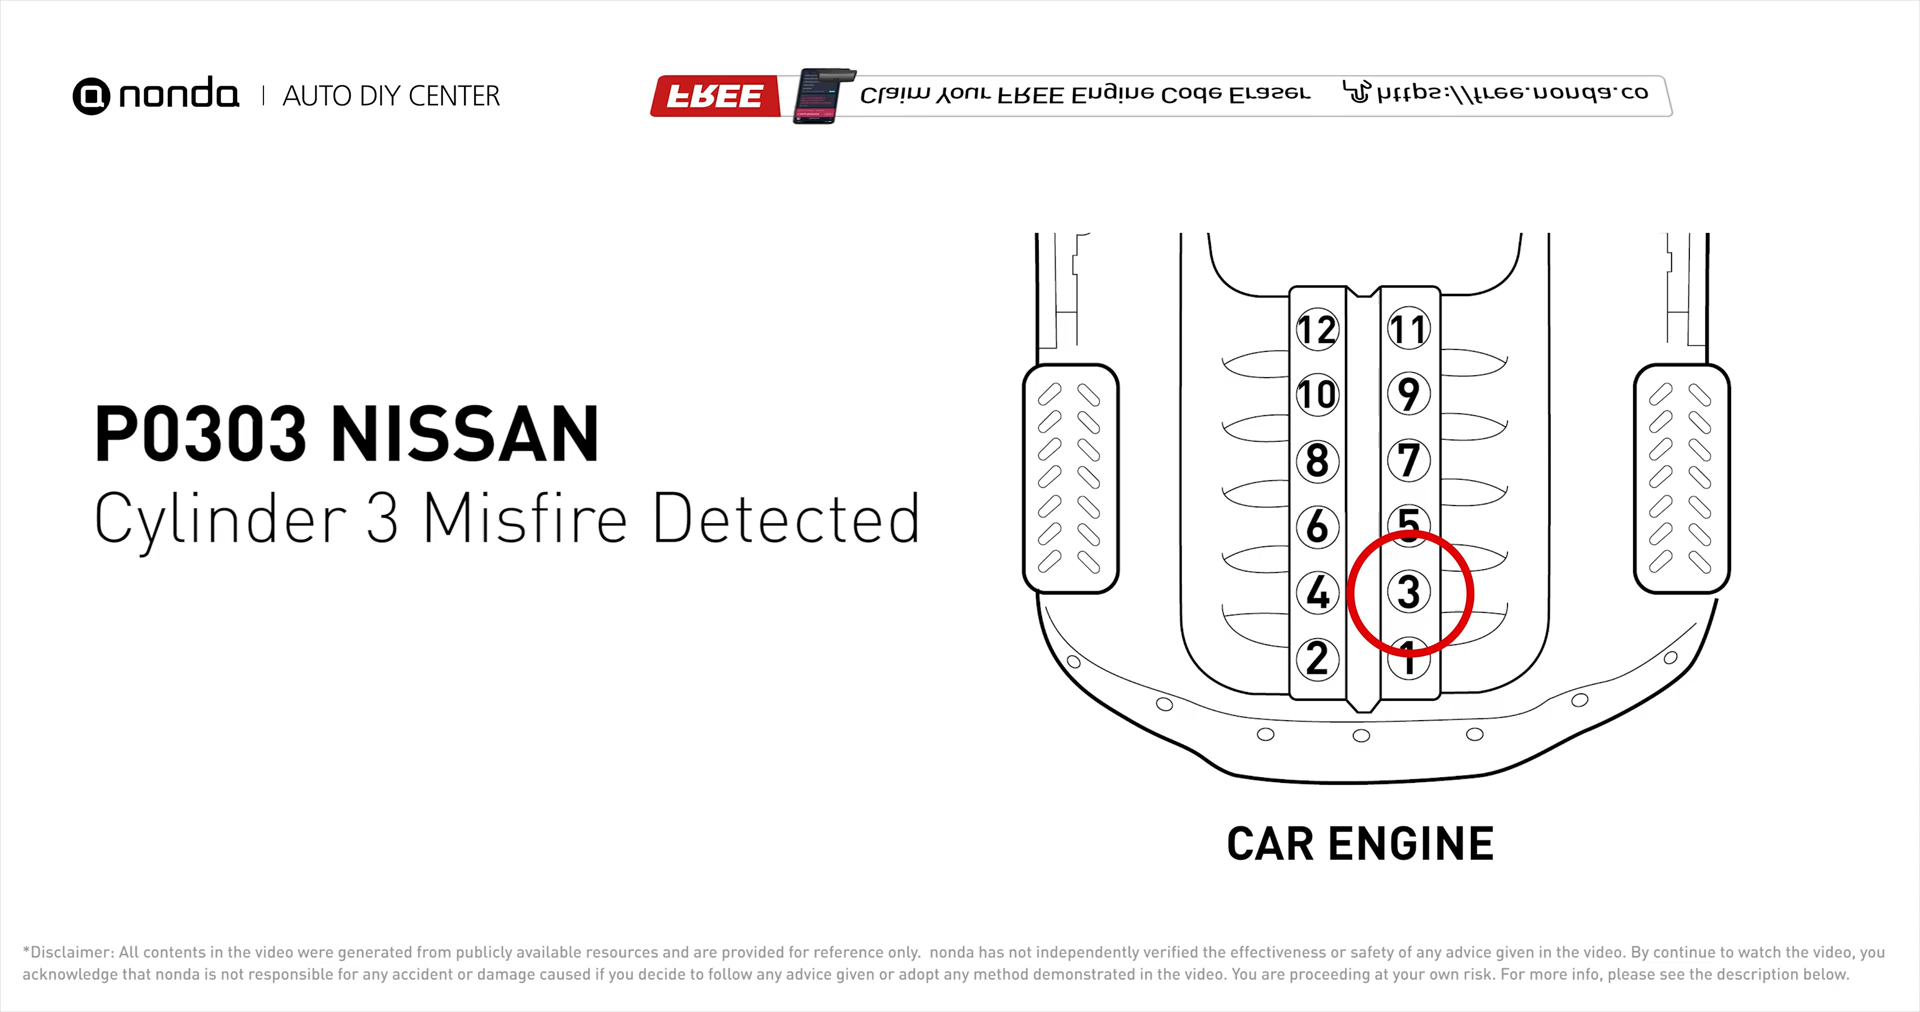 nonda | AUTO DIY CENTER
FREE Claim Your FREE Engine Code Eraser https://free.nonda.co
P0303 NISSAN
Cylinder 3 Misfire Detected
12 11
10 9
8 7
6 5
4 3
2 1
CAR ENGINE
*Disclaimer: All contents in the video were generated from publicly available resources and are provided for reference only. nonda has not independently verified the effectiveness or safety of any advice given in the video. By continue to watch the video, you
acknowledge that nonda is not responsible for any accident or damage caused if you decide to follow any advice given or adopt any method demonstrated in the video. You are proceeding at your own risk. For more info, please see the description below.